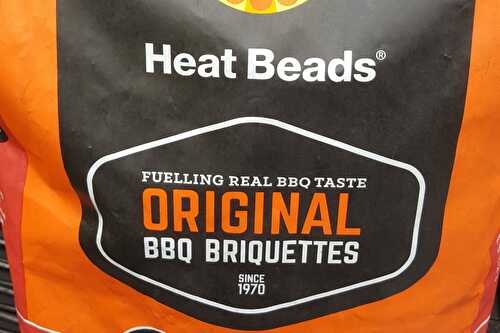 Heat Beads®
FUELLING REAL BBQ TASTE
ORIGINAL
BBQ BRIQUETTES
SINCE
1970